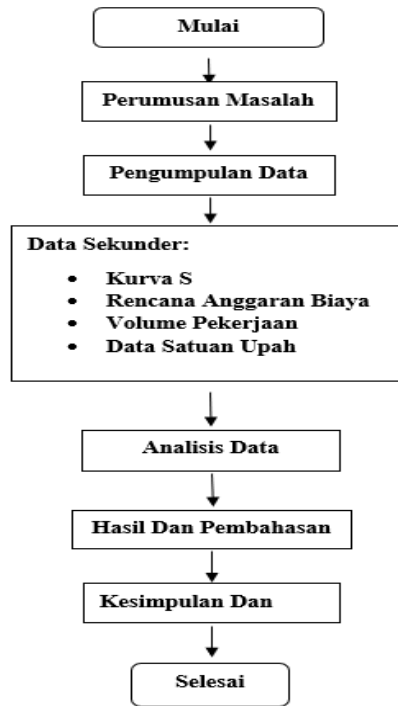 Mulai
Perumusan Masalah
Pengumpulan Data
Data Sekunder:
• Kurva S
• Rencana Anggaran Biaya
• Volume Pekerjaan
• Data Satuan Upah
Analisis Data
Hasil Dan Pembahasan
Kesimpulan Dan
Selesai